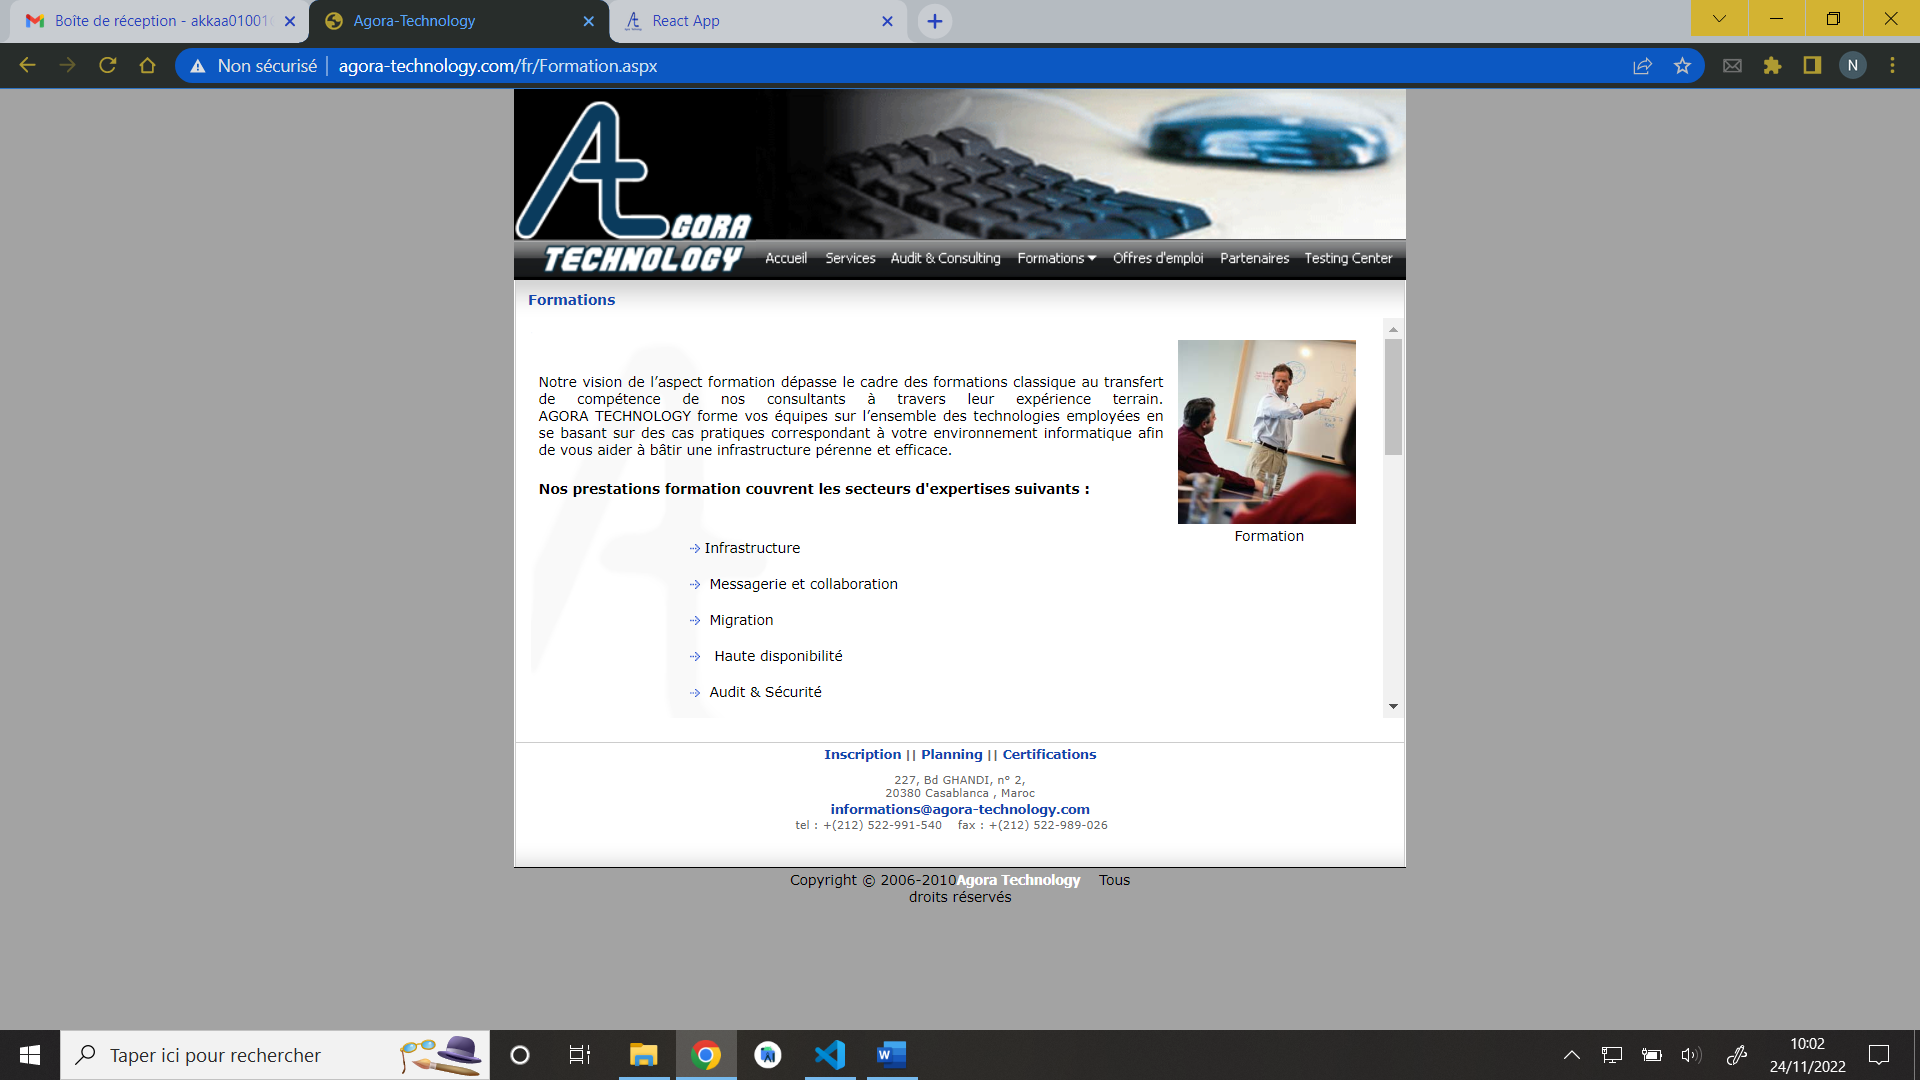 Boîte de réception - akkaa01001
Agora-Technology
React App
Non sécurisé
agora-technology.com/fr/Formation.aspx
N
At GORA
TECHNOLOGY
Accueil
Services
Audit & Consulting
Formations
Offres d'emploi
Partenaires
Testing Center
Formations
Notre vision de l’aspect formation dépasse le cadre des formations classique au transfert
de compétence de nos consultants à travers leur expérience terrain.
AGORA TECHNOLOGY forme vos équipes sur l’ensemble des technologies employées en
se basant sur des cas pratiques correspondant à votre environnement informatique afin
de vous aider à bâtir une infrastructure pérenne et efficace.
Nos prestations formation couvrent les secteurs d'expertises suivants :
Formation
Infrastructure
Messagerie et collaboration
Migration
Haute disponibilité
Audit & Sécurité
Inscription || Planning || Certifications
227, Bd GHANDI, n° 2,
20380 Casablanca , Maroc
informations@agora-technology.com
tel : +(212) 522-991-540 fax : +(212) 522-989-026
Copyright © 2006-2010Agora Technology Tous
droits réservés
Taper ici pour rechercher
10:02
24/11/2022